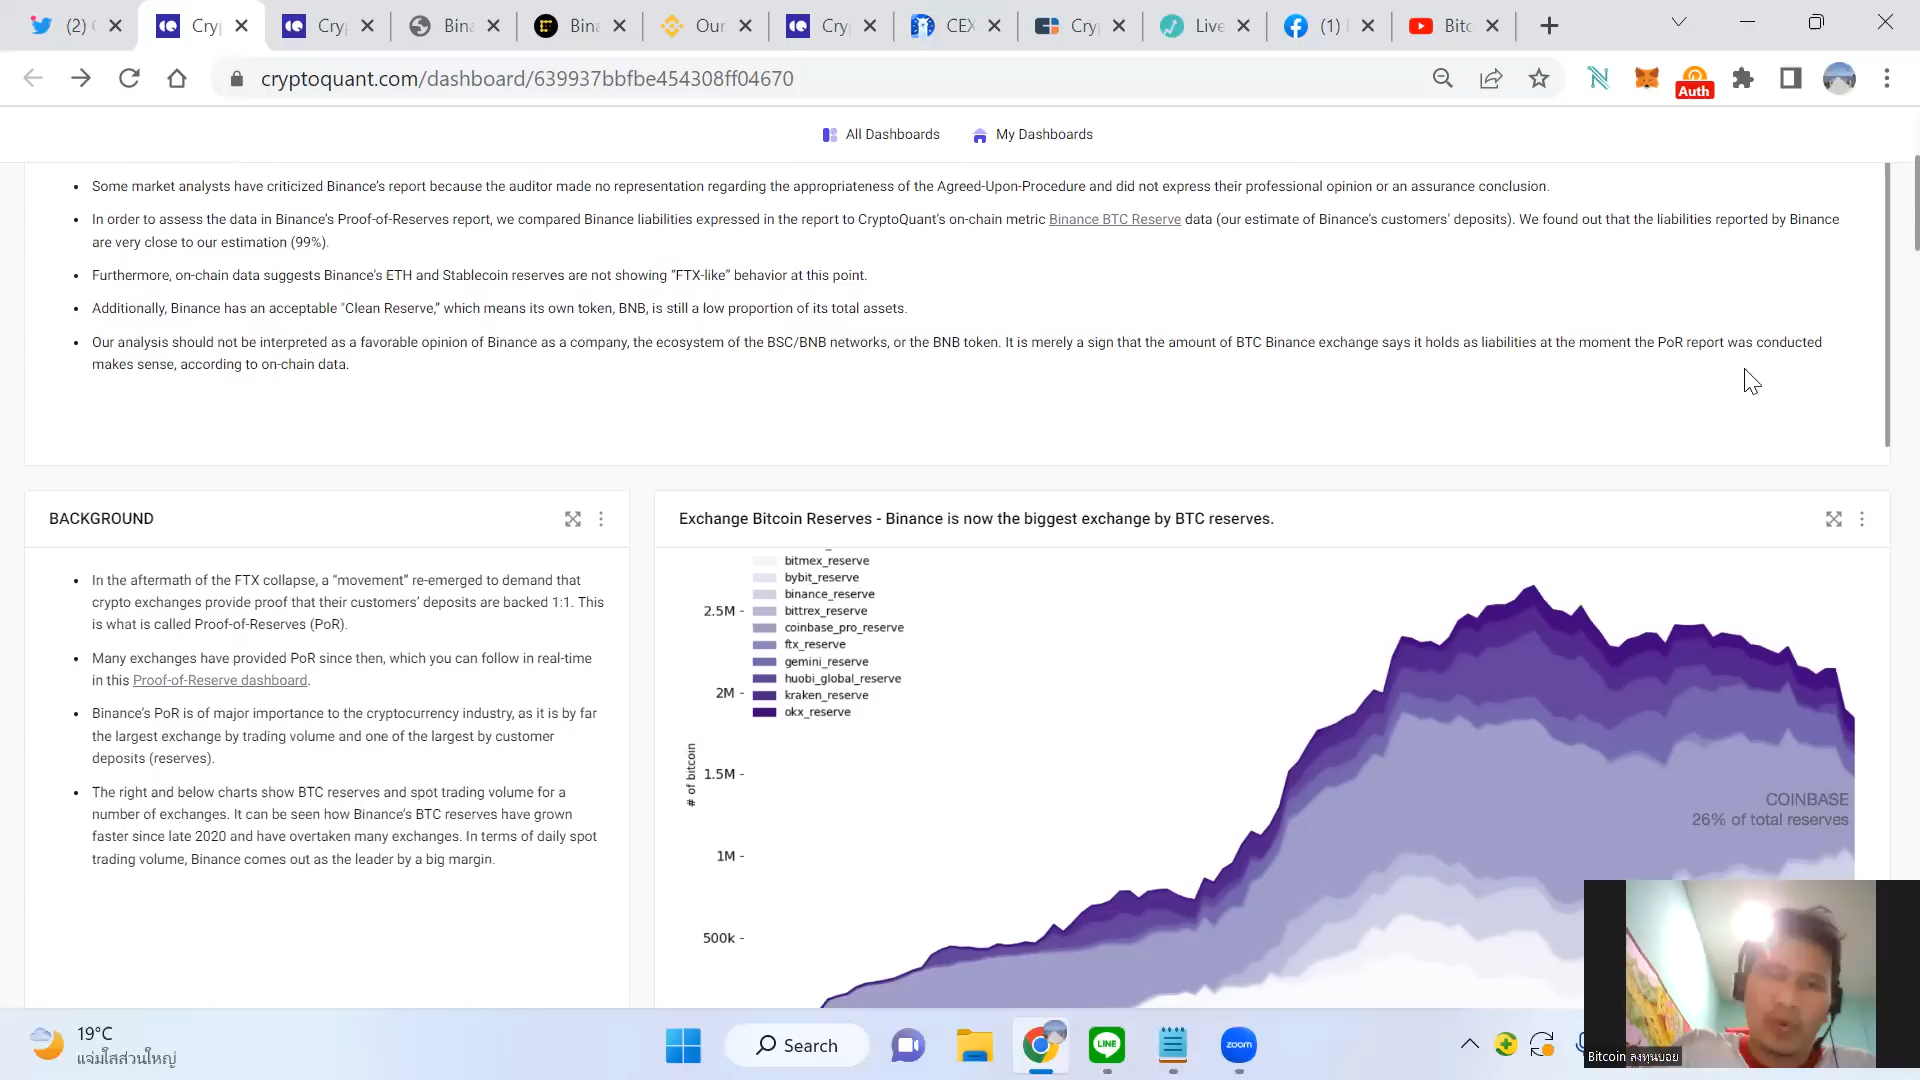 (2)
Cry
Cry
Bina
Bina
Our
Cry
CEX
Cry
Live
(1)
Bitc
cryptoquant.com/dashboard/639937bbfbe454308ff04670
Auth
All Dashboards
My Dashboards
• Some market analysts have criticized Binance's report because the auditor made no representation regarding the appropriateness of the Agreed-Upon-Procedure and did not express their professional opinion or an assurance conclusion.
• In order to assess the data in Binance's Proof-of-Reserves report, we compared Binance liabilities expressed in the report to CryptoQuant's on-chain metric Binance BTC Reserve data (our estimate of Binance's customers' deposits). We found out that the liabilities reported by Binance
are very close to our estimation (99%).
• Furthermore, on-chain data suggests Binance's ETH and Stablecoin reserves are not showing "FTX-like" behavior at this point.
• Additionally, Binance has an acceptable "Clean Reserve," which means its own token, BNB, is still a low proportion of its total assets.
• Our analysis should not be interpreted as a favorable opinion of Binance as a company, the ecosystem of the BSC/BNB networks, or the BNB token. It is merely a sign that the amount of BTC Binance exchange says it holds as liabilities at the moment the PoR report was conducted
makes sense, according to on-chain data.
BACKGROUND
• In the aftermath of the FTX collapse, a "movement" re-emerged to demand that
crypto exchanges provide proof that their customers' deposits are backed 1:1. This
is what is called Proof-of-Reserves (PoR).
• Many exchanges have provided PoR since then, which you can follow in real-time
in this Proof-of-Reserve dashboard.
• Binance's PoR is of major importance to the cryptocurrency industry, as it is by far
the largest exchange by trading volume and one of the largest by customer
deposits (reserves).
• The right and below charts show BTC reserves and spot trading volume for a
number of exchanges. It can be seen how Binance's BTC reserves have grown
faster since late 2020 and have overtaken many exchanges. In terms of daily spot
trading volume, Binance comes out as the leader by a big margin.
Exchange Bitcoin Reserves - Binance is now the biggest exchange by BTC reserves.
bitmex_reserve
bybit_reserve
binance_reserve
bittrex_reserve
coinbase_pro_reserve
ftx_reserve
gemini_reserve
huobi_global_reserve
kraken_reserve
okx_reserve
# of bitcoin
2.5M -
2M -
1.5M -
1M -
500k -
COINBASE
26% of total reserves
Bitcoin ลงทุนบอย
19°C
แจ่มใสส่วนใหญ่
Search
LINE
zoom